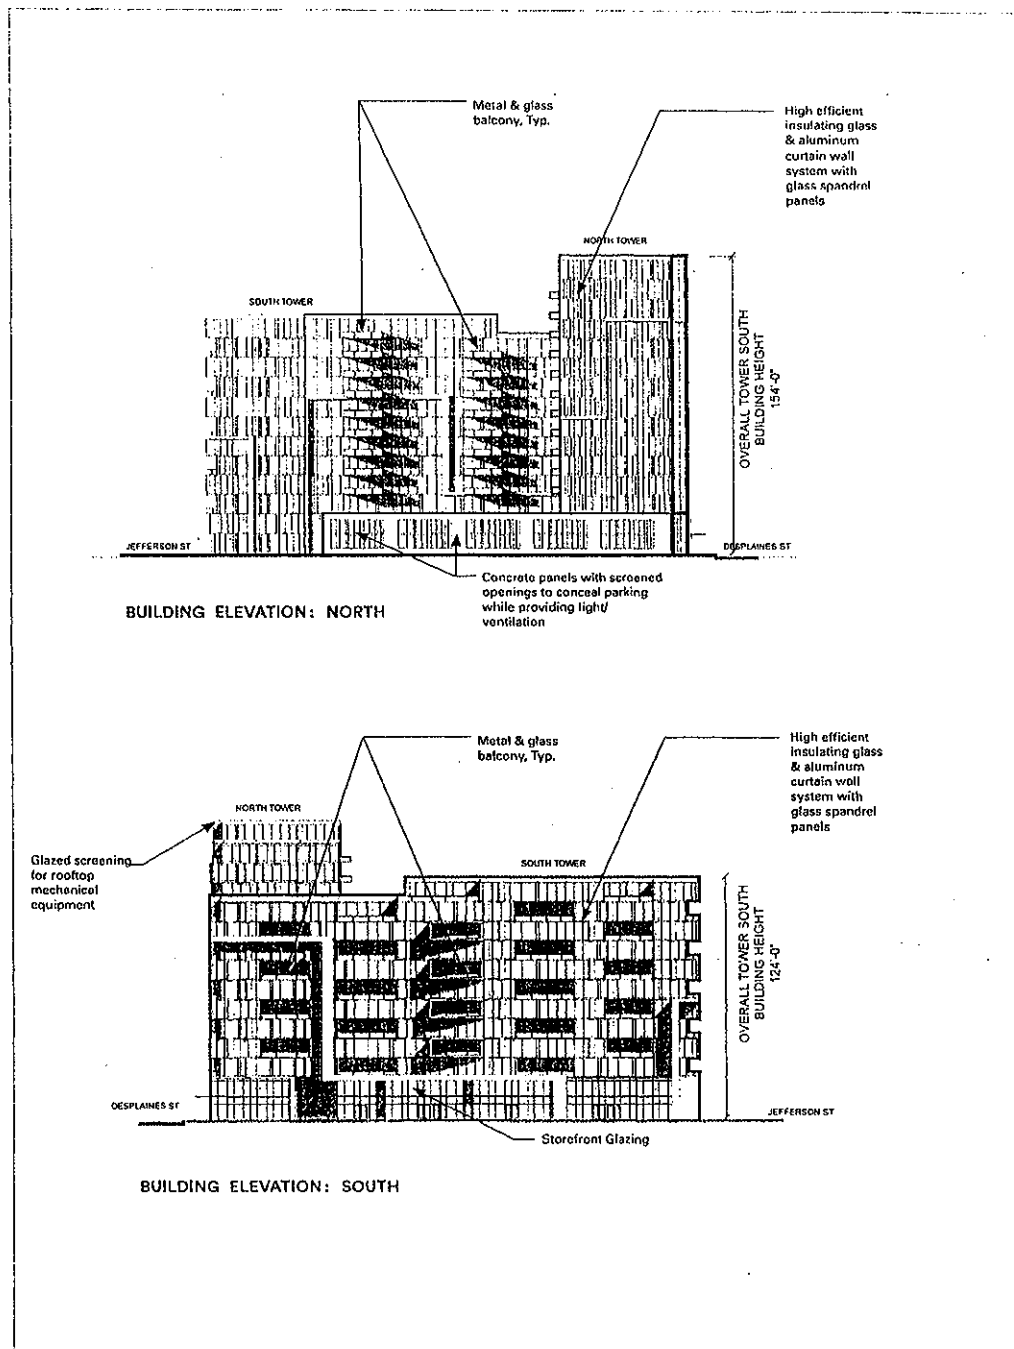 Metal & glass
balcony, Typ.
High efficient
insulating glass
& aluminum
curtain wall
system with
glass spandrel
panels
NORTH TOWER
SOUTH TOWER
OVERALL TOWER SOUTH
BUILDING HEIGHT
154'-0"
JEFFERSON ST
DESPLAINES ST
Concrete panels with screened
openings to conceal parking
while providing light/
ventilation
BUILDING ELEVATION: NORTH
Metal & glass
balcony, Typ.
High efficient
insulating glass
& aluminum
curtain wall
system with
glass spandrel
panels
NORTH TOWER
Glazed screening
for rooftop
mechanical
equipment
SOUTH TOWER
OVERALL TOWER SOUTH
BUILDING HEIGHT
124'-0"
DESPLAINES ST
JEFFERSON ST
Storefront Glazing
BUILDING ELEVATION: SOUTH